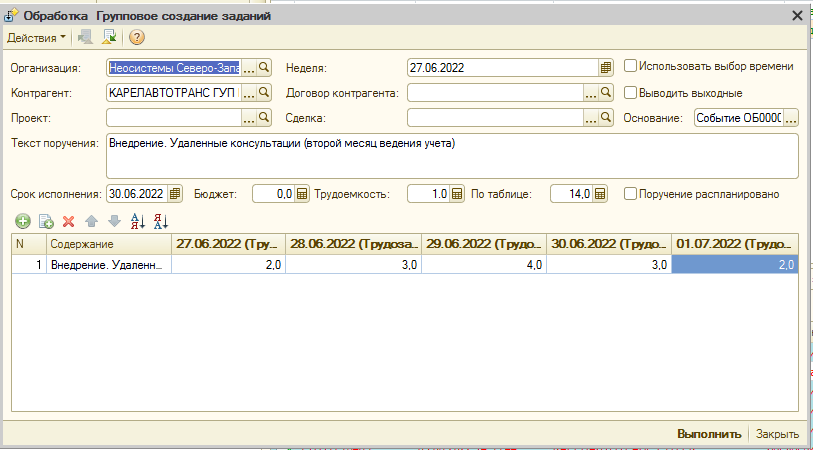 Обработка Групповое создание заданий
Действия
Организация: Неосистемы Северо-Запа ... Неделя: 27.06.2022 Использовать выбор времени
Контрагент: КАРЕЛАВТОТРАНС ГУП ... Договор контрагента: ... Выводить выходные
Проект: ... Сделка: ... Основание: Событие ОБ000 ...
Текст поручения: Внедрение. Удаленные консультации (второй месяц ведения учета)
Срок исполнения: 30.06.2022 Бюджет: 0,0 Трудоемкость: 1.0 По таблице: 14,0 Поручение распланировано
N Содержание 27.06.2022 (Тру... 28.06.2022 (Трудоза... 29.06.2022 (Трудо... 30.06.2022 (Трудо... 01.07.2022 (Трудо...
1 Внедрение. Удаленн... 2,0 3,0 4,0 3,0 2,0
Выполнить Закрыть